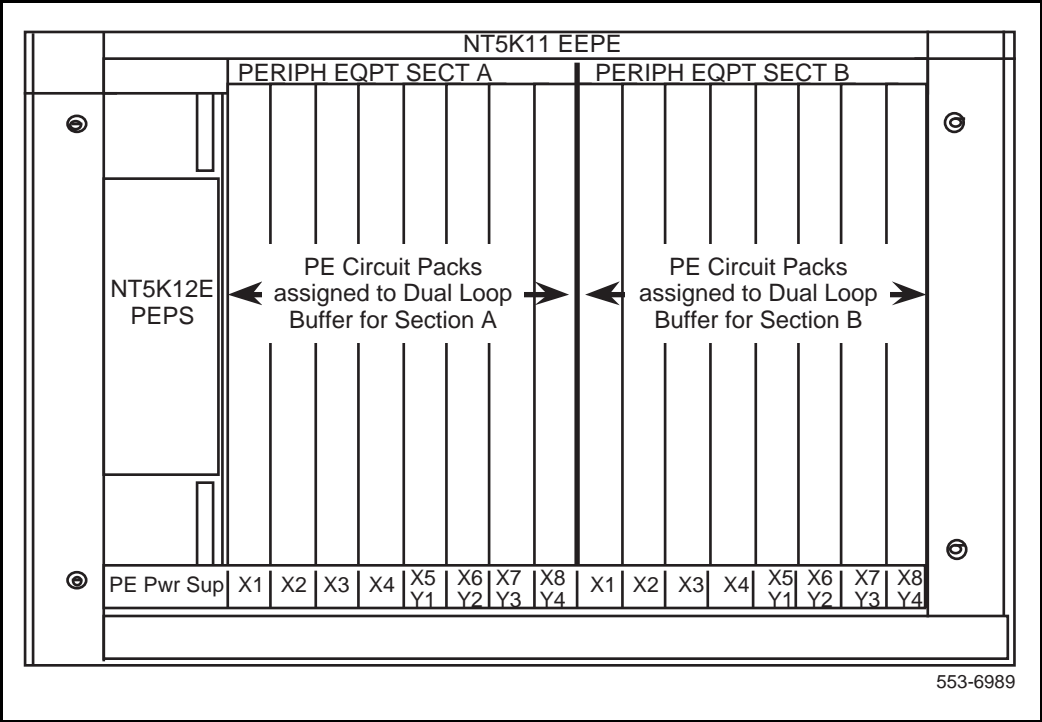 NT5K11 EEPE
PERIPH EQPT SECT A
PERIPH EQPT SECT B
NT5K12E
PEPS
PE Circuit Packs
assigned to Dual Loop
Buffer for Section A
PE Circuit Packs
assigned to Dual Loop
Buffer for Section B
PE Pwr Sup
X1
X2
X3
X4
X5
Y1
X6
Y2
X7
Y3
X8
Y4
X1
X2
X3
X4
X5
Y1
X6
Y2
X7
Y3
X8
Y4
553-6989